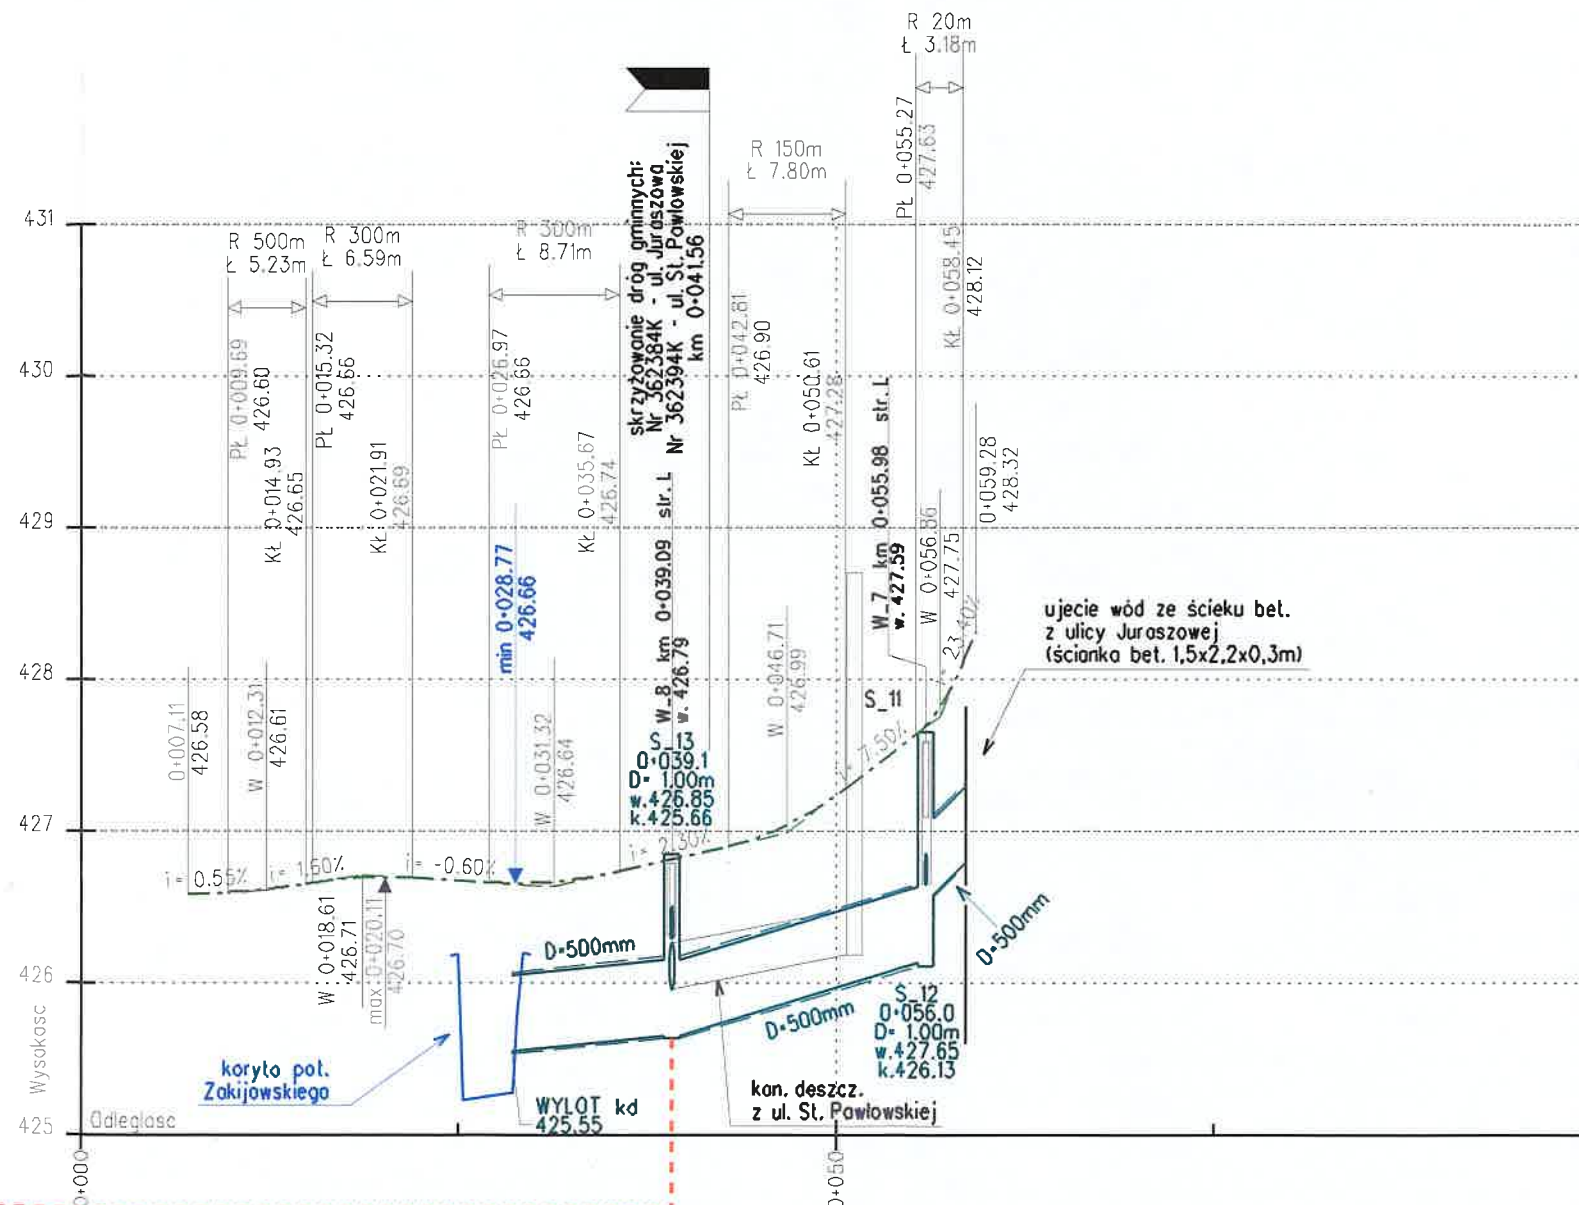 R 20m
Ł 3.18m
PŁ 0+055.27
427.63
KŁ 0+058.45
428.12
R 150m
Ł 7.80m
skrzyżowanie dróg gminnych:
Nr 362384K - ul. Juraszowa
Nr 362394K - ul. St. Pawlowskiej
km 0+041.56
431
R 500m
Ł 5.23m
R 300m
Ł 6.59m
R 300m
Ł 8.71m
430
PŁ 0+009.69
426.60
KŁ 0+014.93
426.65
PŁ 0+015.32
426.66
KŁ 0+021.91
426.69
PŁ 0+026.97
426.66
KŁ 0+035.67
426.74
PŁ 0+042.81
426.90
KŁ 0+050.61
427.28
W_7 km 0+055.98 str. L
w. 427.59
W 0+056.86
427.75
0+059.28
428.32
429
min 0+028.77
426.66
W_8 km 0+039.09 str. L
w. 426.79
W 0+046.71
426.99
23.40%
ujecie wód ze ścieku bet.
z ulicy Juraszowej
(ścianka bet. 1,5x2,2x0,3m)
428
0+007.11
426.58
W 0+012.31
426.61
W 0+031.32
426.64
S_11
S_13
0+039.1
D= 1.00m
w.426.85
k.425.66
7.50%
427
i= 0.55%
i= 1.60%
i= -0.60%
i= 2.30%
W 0+018.61
426.71
max 0+020.11
426.70
D=500mm
D=500mm
D=500mm
426
S_12
0+056.0
D= 1.00m
w.427.65
k.426.13
koryto pot.
Zakijowskiego
WYLOT kd
425.55
kan. deszcz.
z ul. St. Pawłowskiej
Wysokosc
425
Odleglosc
0+000
0+050